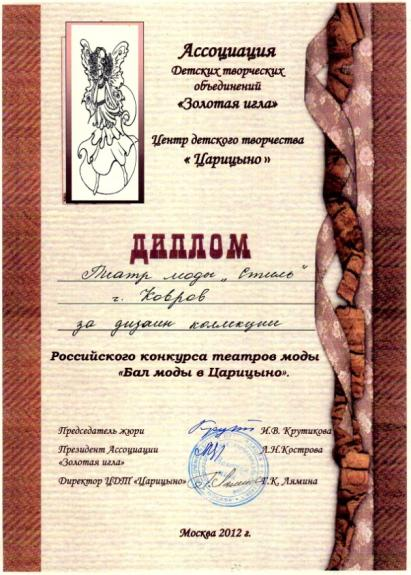 Ассоциация
Детских творческих
объединений
«Золотая игла»
Центр детского творчества
« Царицыно »
ДИПЛОМ
Театр моды „Стиль"
г. Ковров
за дизайн коллекции
Российского конкурса театров моды
«Бал моды в Царицыно».
Председатель жюри И.В. Крутикова
Президент Ассоциации Л.Н.Кострова
«Золотая игла»
Директор ЦДТ «Царицыно» Г.К. Лямина
Москва 2012 г.